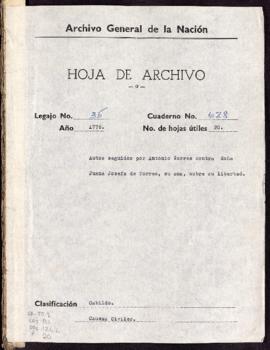 Archivo General de la Nación
HOJA DE ARCHIVO
Legajo No. 35 Cuaderno No. 628
Año 1776. No. de hojas útiles 20.
Autos seguidos por Antonio Torres contra doña
Juana Josefa de Torres, su ama, sobre su libertad.
Clasificación Cabildo.
Causas Civiles.
20